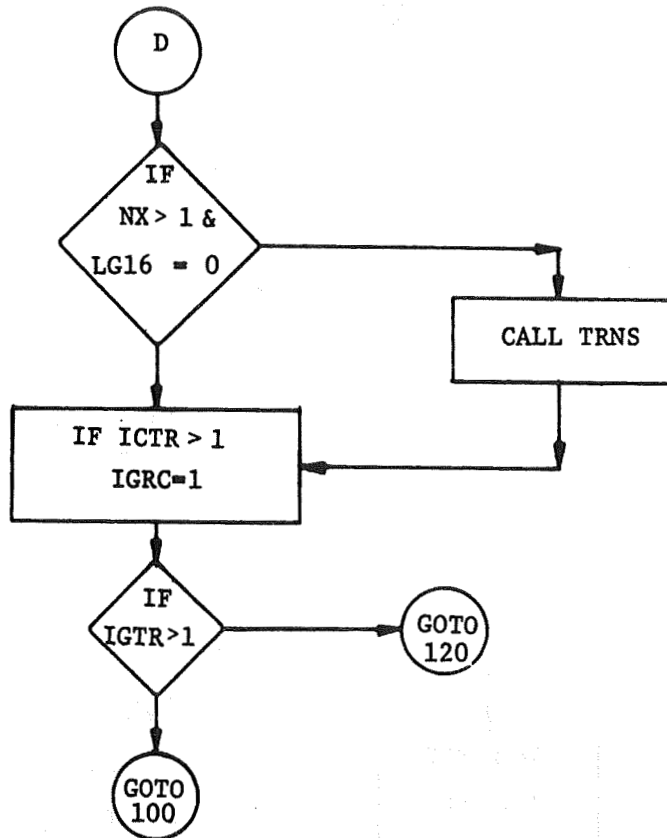 D
IF
NX > 1 &
LG16 = 0
CALL TRNS
IF ICTR > 1
IGRC=1
IF
IGTR>1
GOTO
120
GOTO
100